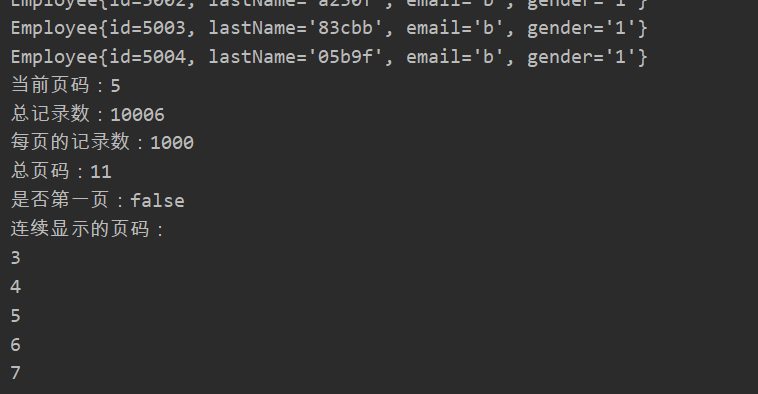 Employee{id=5002, lastName='a250f', email='b', gender='1'}
Employee{id=5003, lastName='83cbb', email='b', gender='1'}
Employee{id=5004, lastName='05b9f', email='b', gender='1'}
当前页码：5
总记录数：10006
每页的记录数：1000
总页码：11
是否第一页：false
连续显示的页码：
3
4
5
6
7